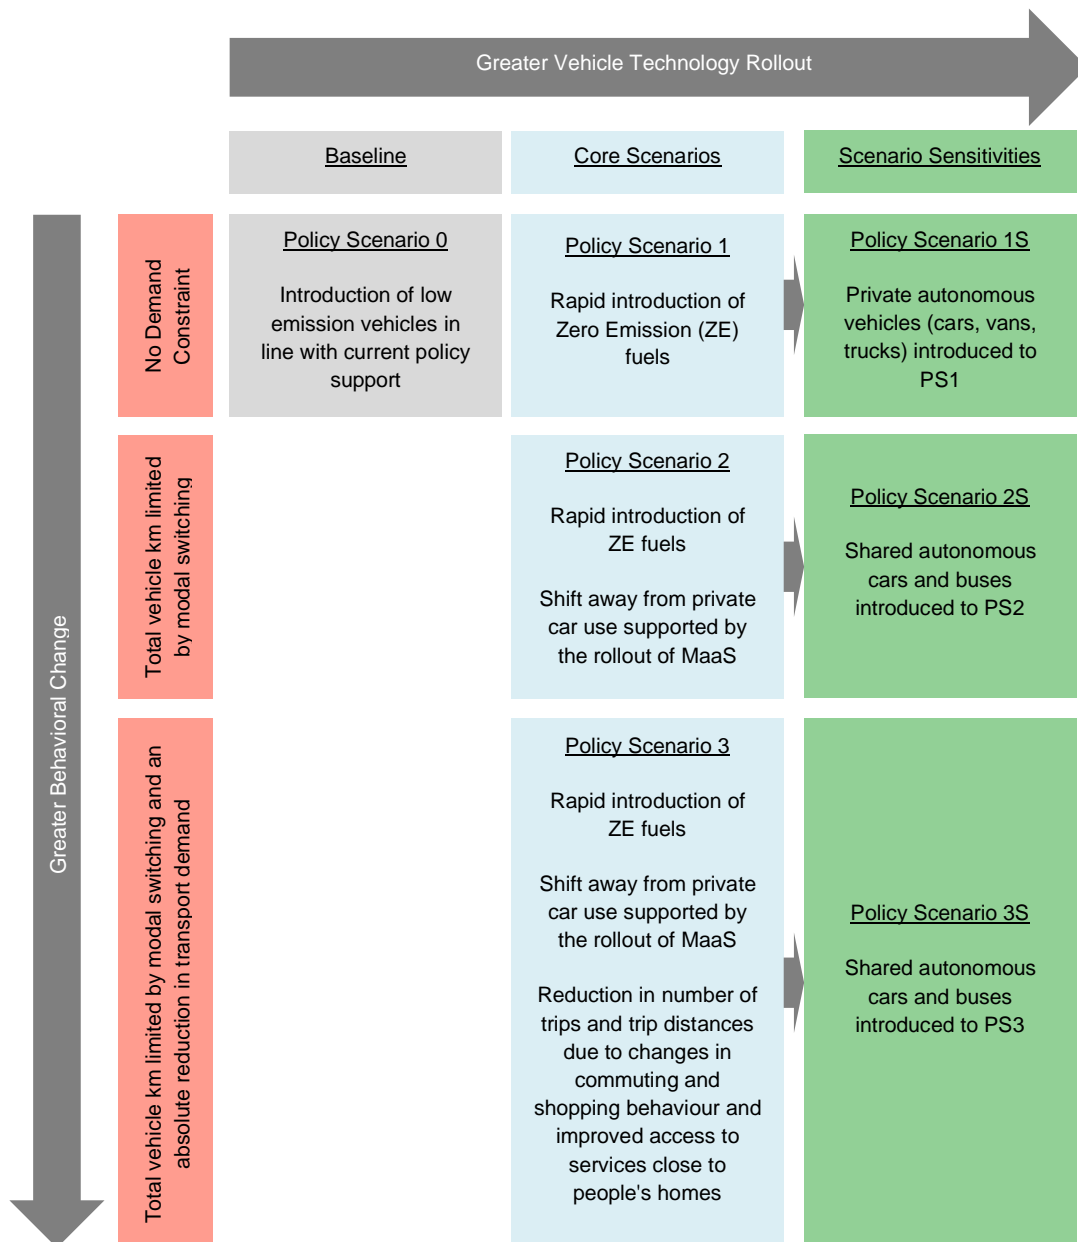 Greater Vehicle Technology Rollout
Baseline
Core Scenarios
Scenario Sensitivities
Greater Behavioral Change
No Demand
Constraint
Policy Scenario 0
Introduction of low
emission vehicles in
line with current policy
support
Policy Scenario 1
Rapid introduction of
Zero Emission (ZE)
fuels
Policy Scenario 1S
Private autonomous
vehicles (cars, vans,
trucks) introduced to
PS1
Total vehicle km limited
by modal switching
Policy Scenario 2
Rapid introduction of
ZE fuels
Shift away from private
car use supported by
the rollout of MaaS
Policy Scenario 2S
Shared autonomous
cars and buses
introduced to PS2
Total vehicle km limited by modal switching and an
absolute reduction in transport demand
Policy Scenario 3
Rapid introduction of
ZE fuels
Shift away from private
car use supported by
the rollout of MaaS
Reduction in number of
trips and trip distances
due to changes in
commuting and
shopping behaviour and
improved access to
services close to
people's homes
Policy Scenario 3S
Shared autonomous
cars and buses
introduced to PS3